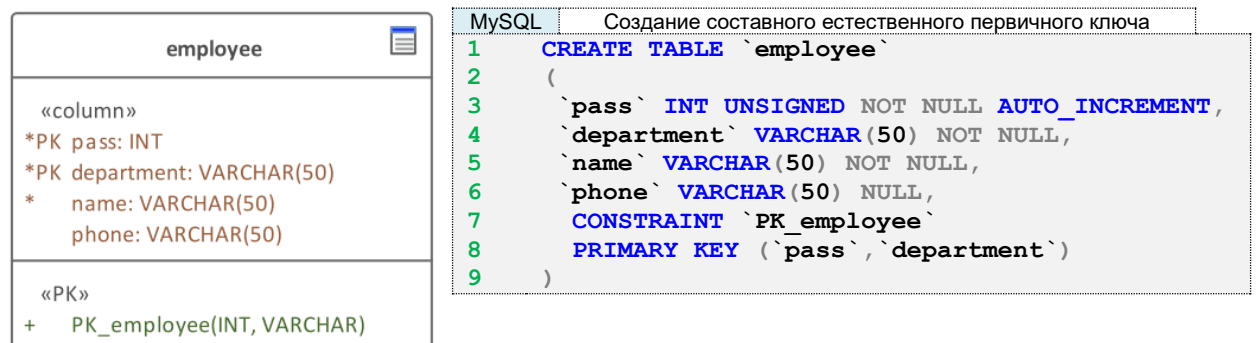 employee
«column»
*PK pass: INT
*PK department: VARCHAR(50)
* name: VARCHAR(50)
phone: VARCHAR(50)
«PK»
+ PK_employee(INT, VARCHAR)
MySQL Создание составного естественного первичного ключа
1 CREATE TABLE `employee`
2 (
3 `pass` INT UNSIGNED NOT NULL AUTO_INCREMENT,
4 `department` VARCHAR(50) NOT NULL,
5 `name` VARCHAR(50) NOT NULL,
6 `phone` VARCHAR(50) NULL,
7 CONSTRAINT `PK_employee`
8 PRIMARY KEY (`pass`,`department`)
9 )